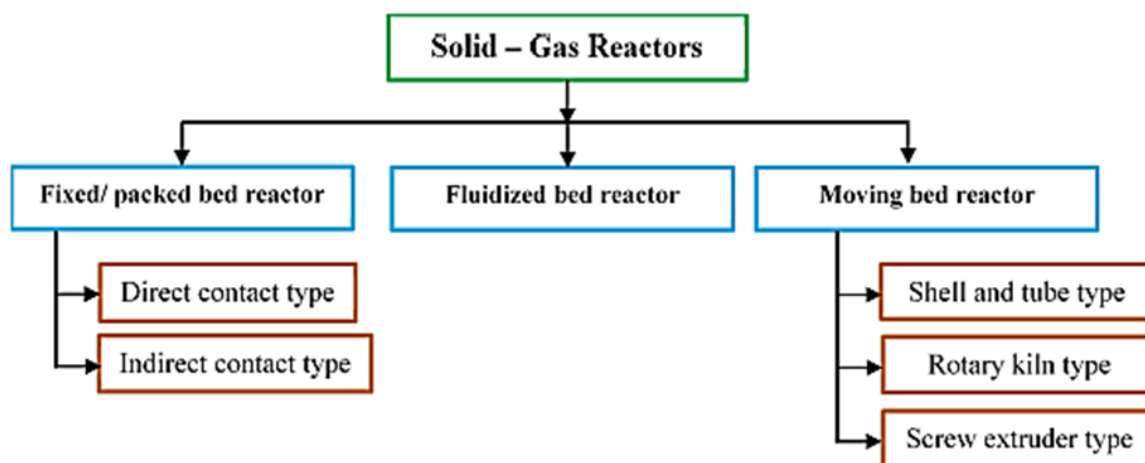 Solid – Gas Reactors
Fixed/ packed bed reactor
Fluidized bed reactor
Moving bed reactor
Direct contact type
Indirect contact type
Shell and tube type
Rotary kiln type
Screw extruder type